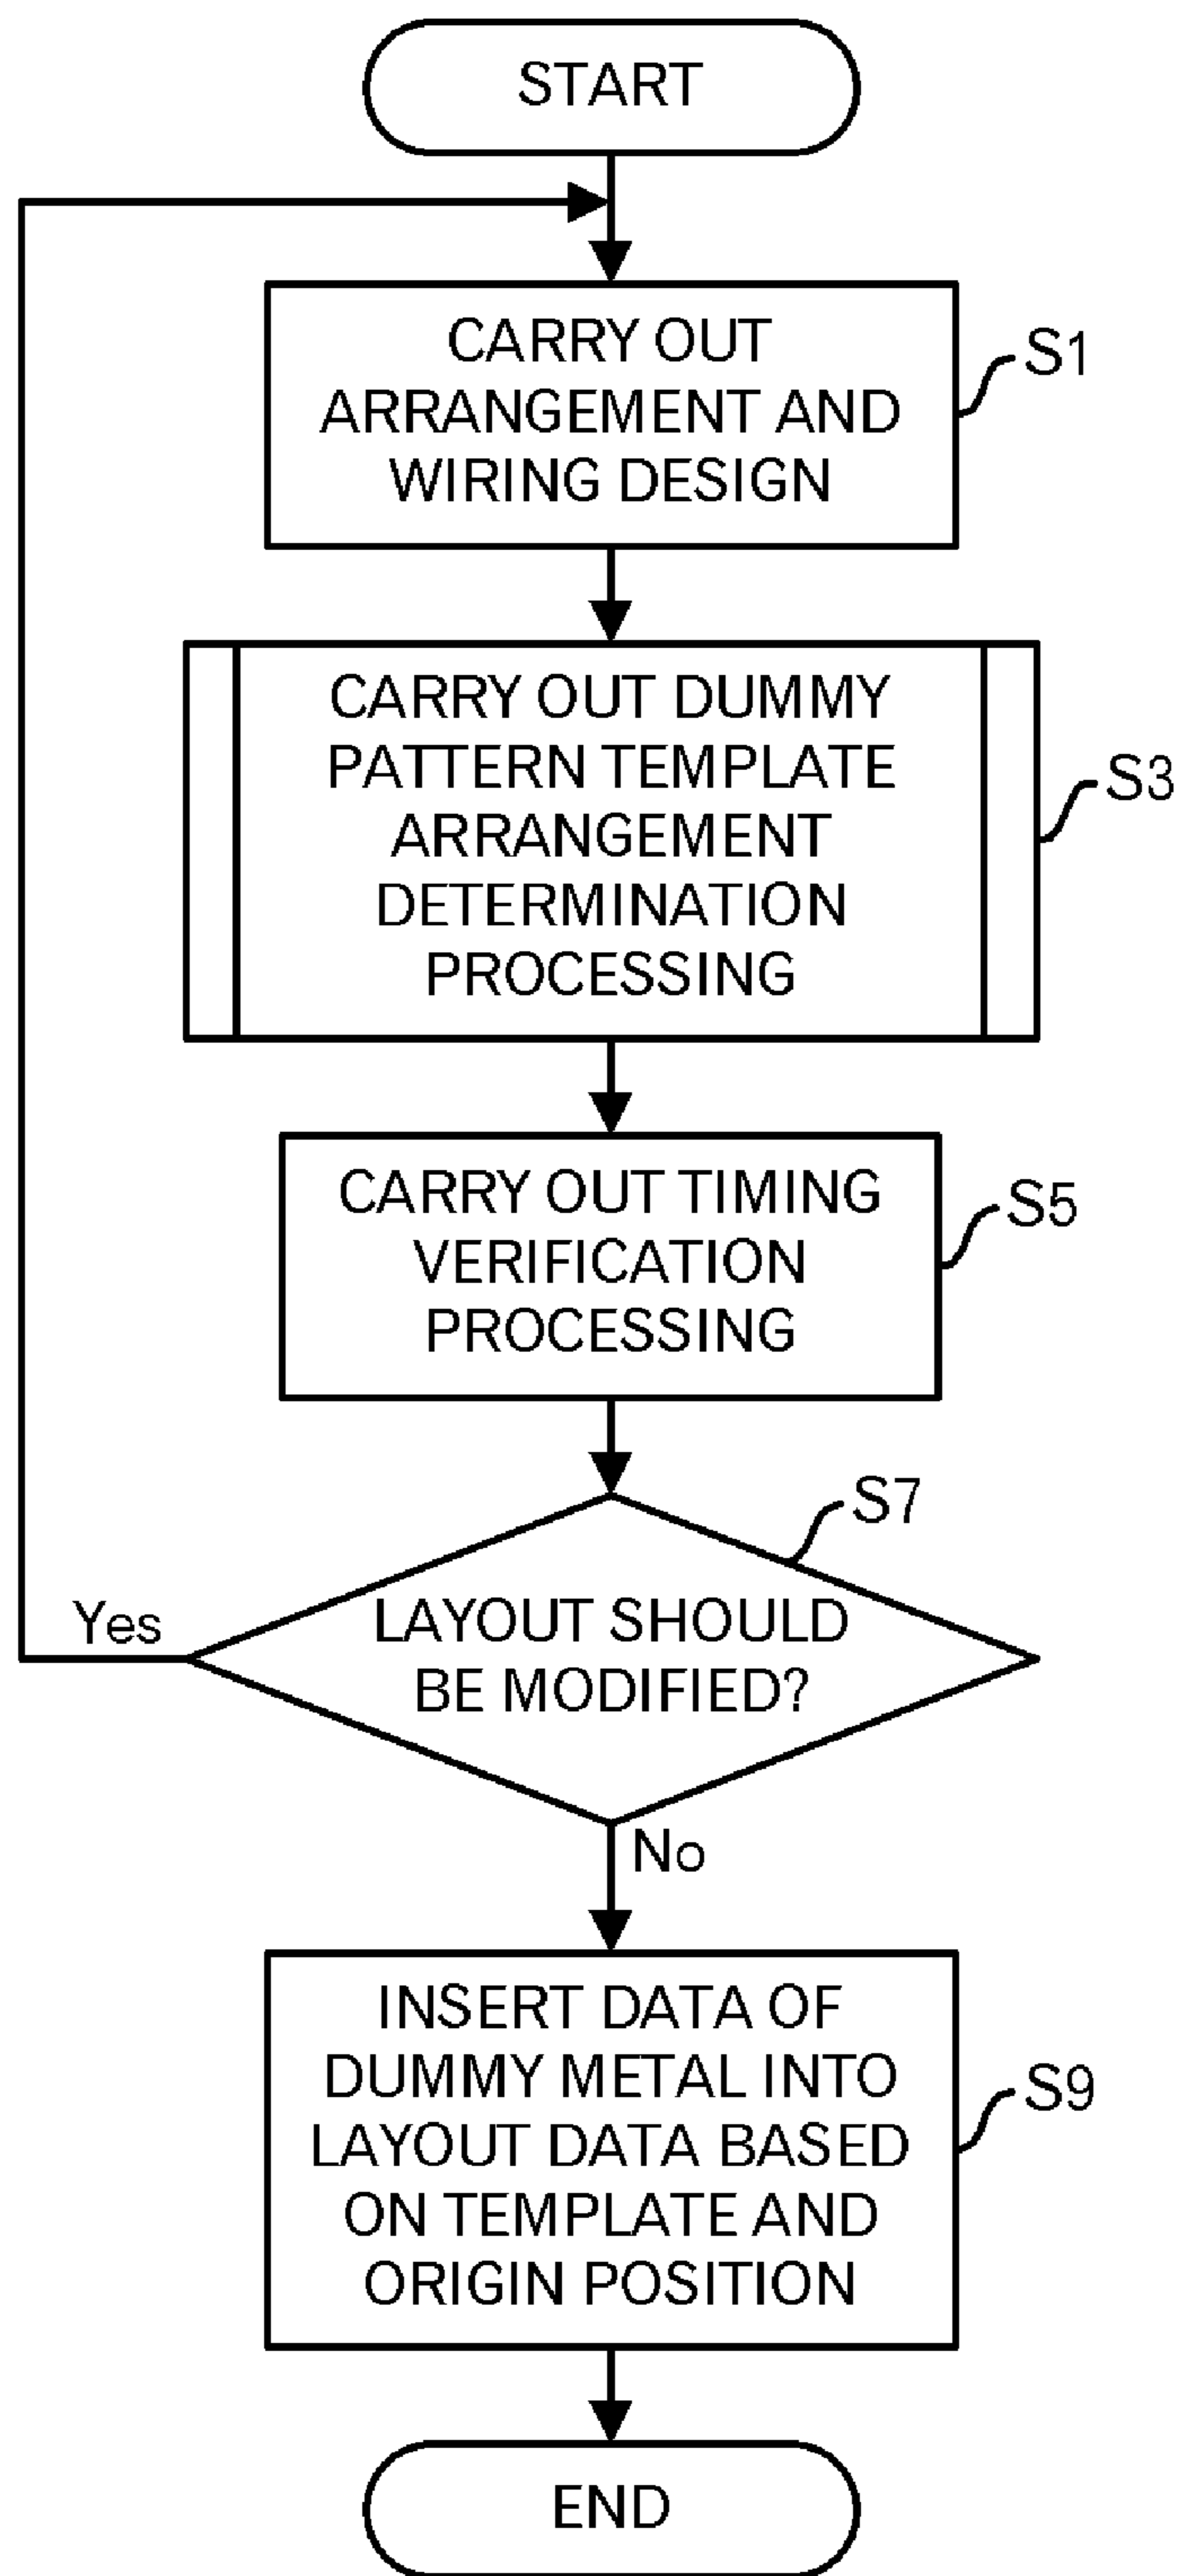 START
CARRY OUT
ARRANGEMENT AND
WIRING DESIGN
S1
CARRY OUT DUMMY
PATTERN TEMPLATE
ARRANGEMENT
DETERMINATION
PROCESSING
S3
CARRY OUT TIMING
VERIFICATION
PROCESSING
S5
S7
LAYOUT SHOULD
BE MODIFIED?
Yes
No
INSERT DATA OF
DUMMY METAL INTO
LAYOUT DATA BASED
ON TEMPLATE AND
ORIGIN POSITION
S9
END